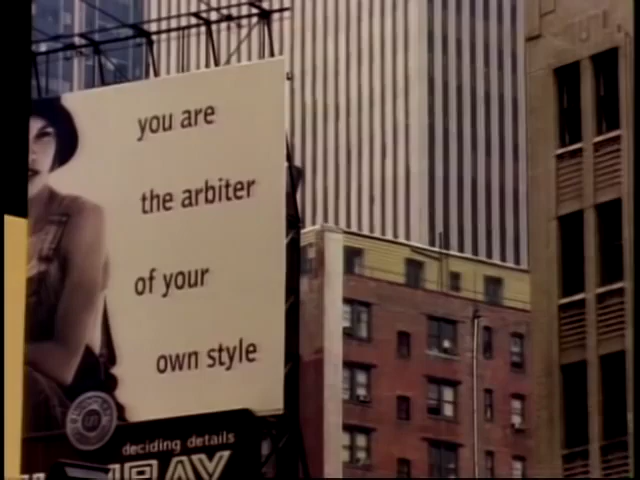 you are
the arbiter
of your
own style
deciding details